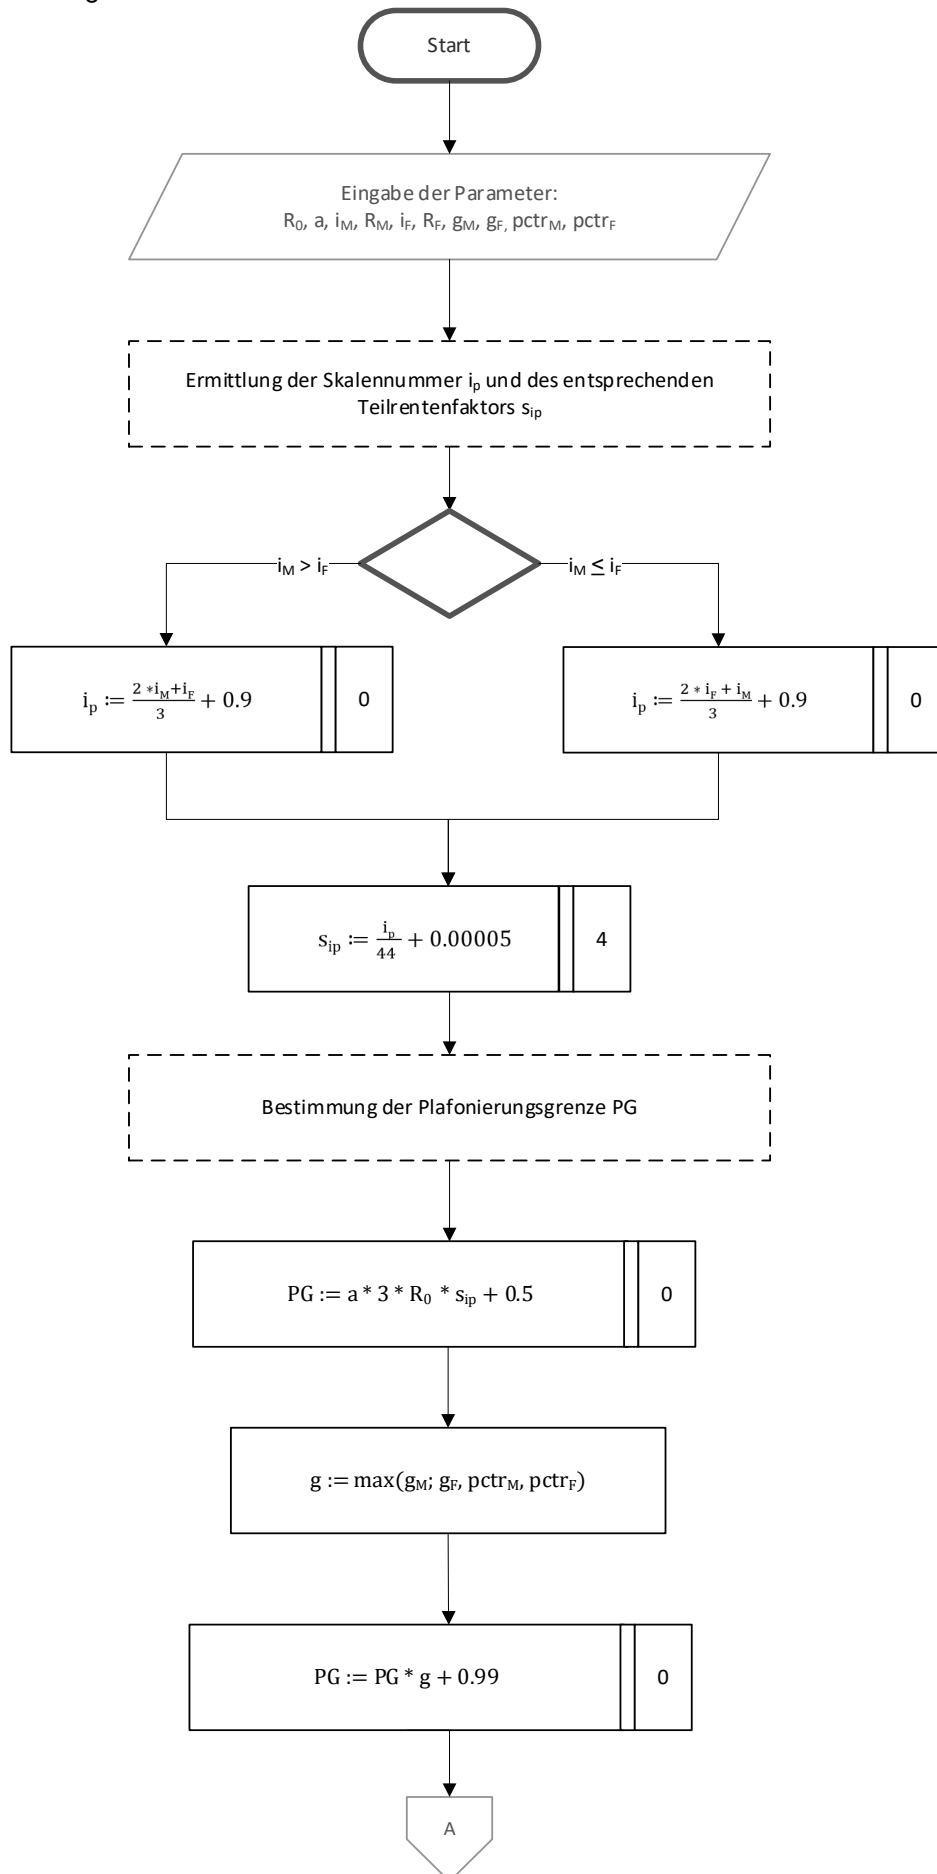 Start
Eingabe der Parameter:
R₀, a, i_M, R_M, i_F, R_F, g_M, g_F, pctr_M, pctr_F
Ermittlung der Skalennummer i_p und des entsprechenden
Teilrentenfaktors s_ip
i_M > i_F
i_M ≤ i_F
i_p := (2 * i_M + i_F)/3 + 0.9
0
i_p := (2 * i_F + i_M)/3 + 0.9
0
s_ip := i_p/44 + 0.00005
4
Bestimmung der Plafonierungsgrenze PG
PG := a * 3 * R₀ * s_ip + 0.5
0
g := max(g_M; g_F, pctr_M, pctr_F)
PG := PG * g + 0.99
0
A